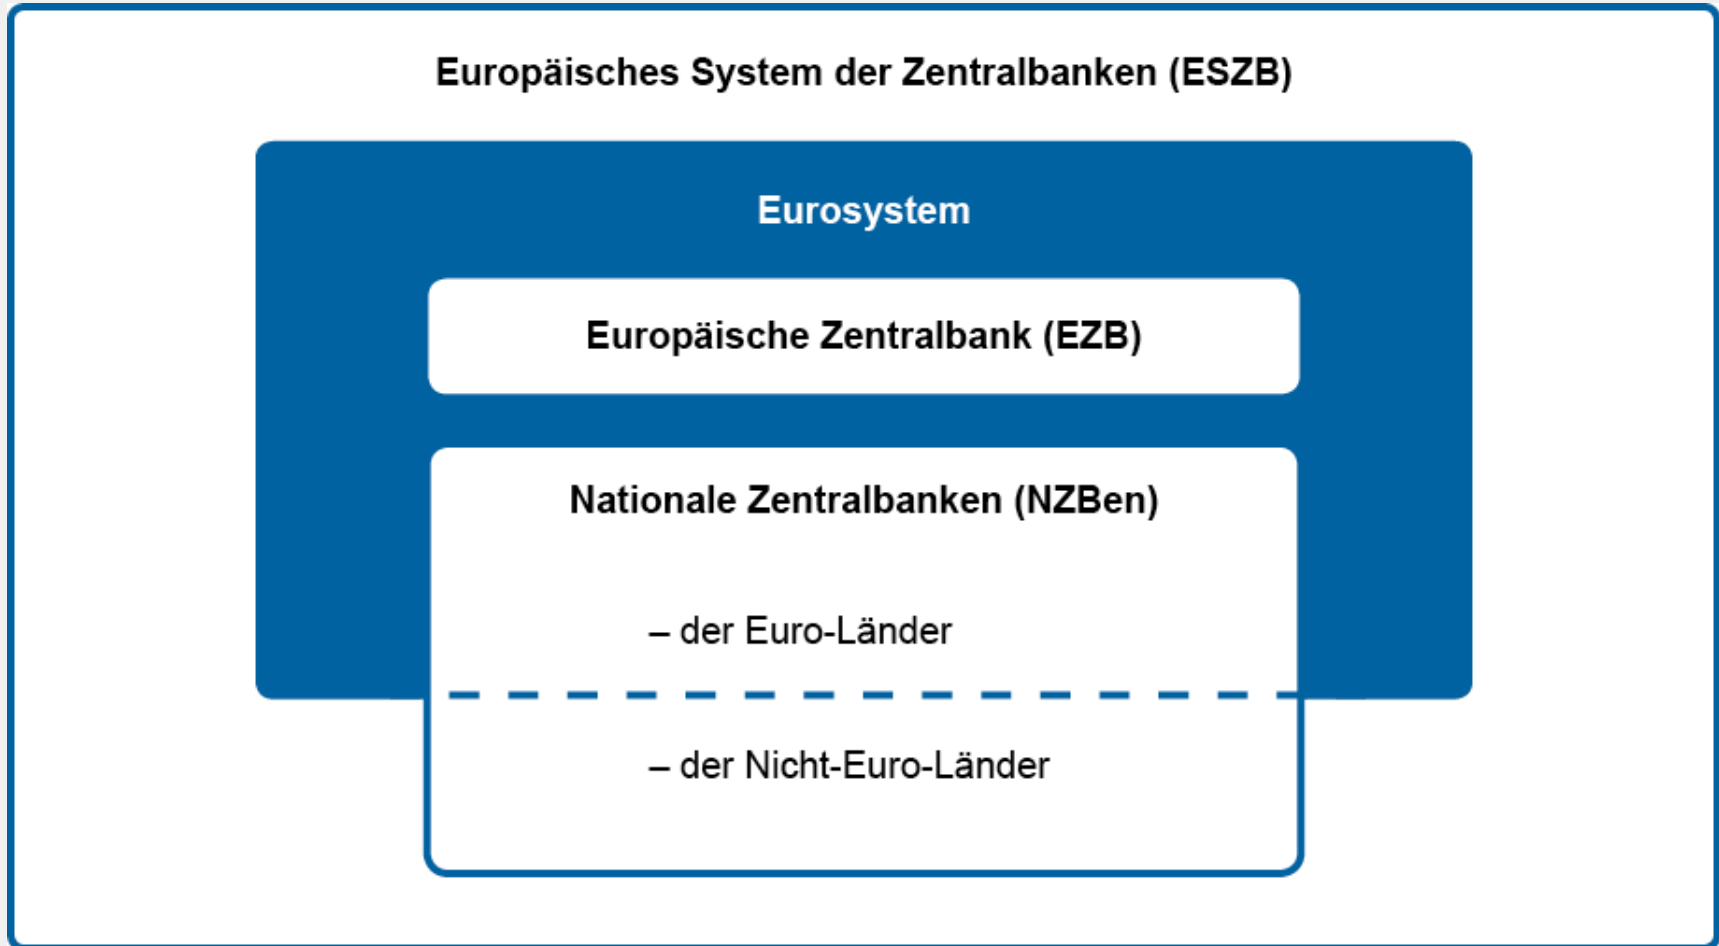 Europäisches System der Zentralbanken (ESZB)
Eurosystem
Europäische Zentralbank (EZB)
Nationale Zentralbanken (NZBen)
– der Euro-Länder
– der Nicht-Euro-Länder